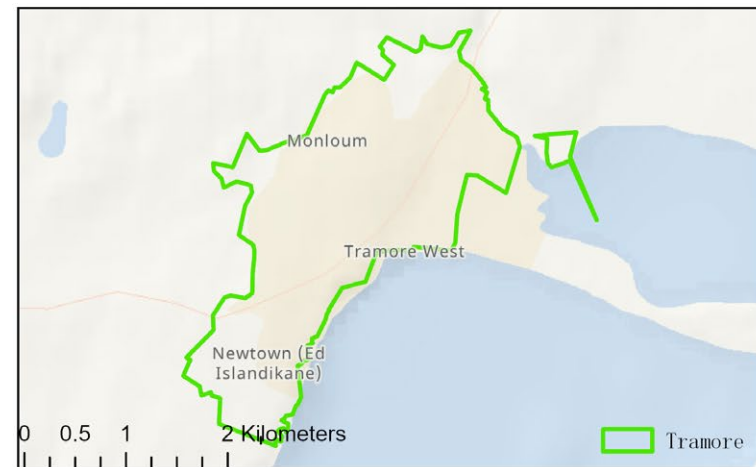 Monloum
Tramore West
Newtown (Ed
Islandikane)
0 0.5 1 2 Kilometers
Tramore